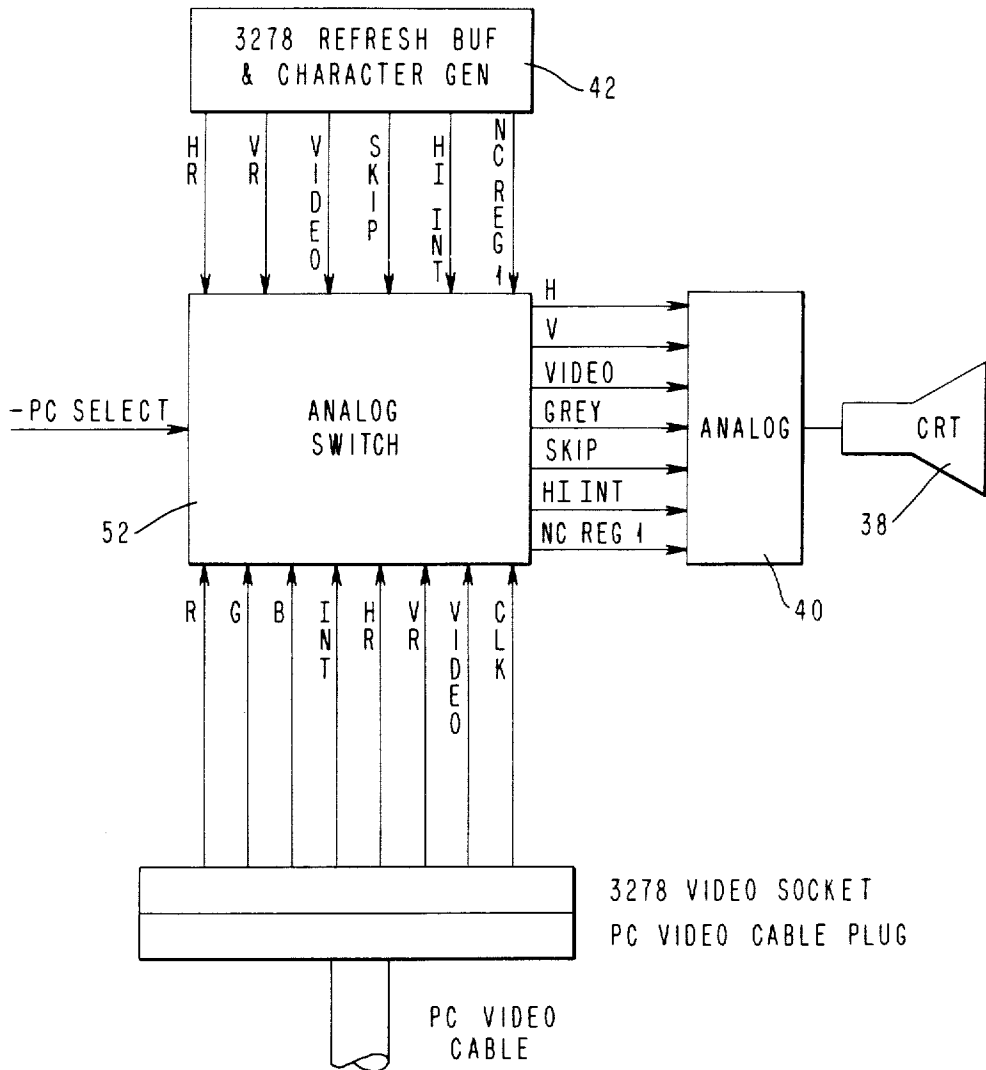 3278 REFRESH BUF
& CHARACTER GEN
42
HR
VR
VIDEO
SKIP
HI INT
NC REG 1
-PC SELECT
ANALOG
SWITCH
52
H
V
VIDEO
GREY
SKIP
HI INT
NC REG 1
ANALOG
40
CRT
38
R
G
B
INT
HR
VR
VIDEO
CLK
3278 VIDEO SOCKET
PC VIDEO CABLE PLUG
PC VIDEO
CABLE